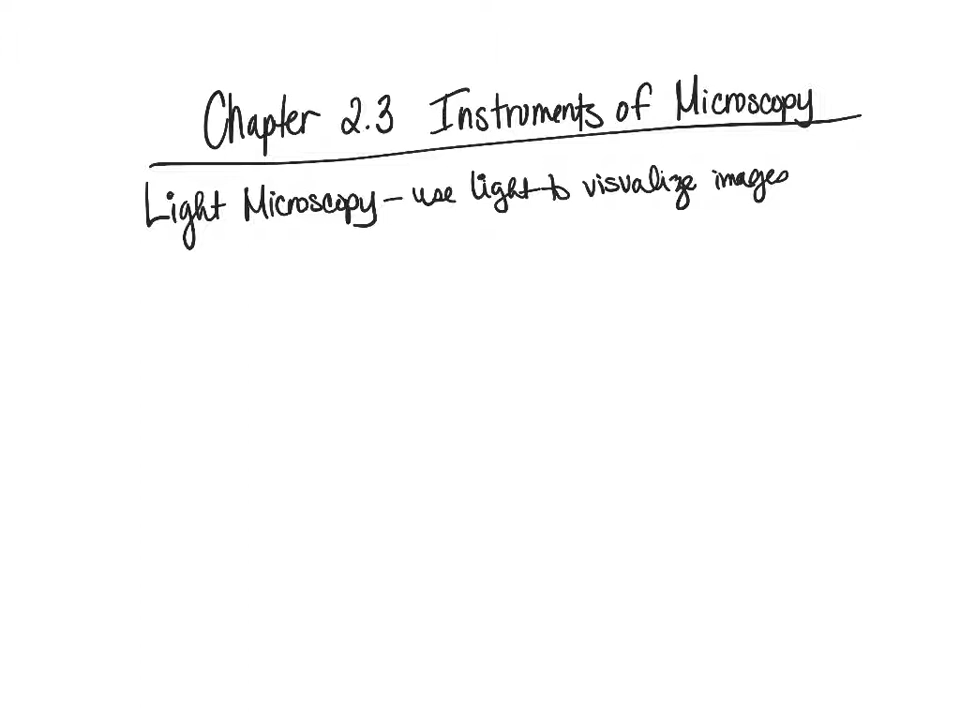 Chapter 2.3 Instruments of Microscopy
Light Microscopy – use light to visualize images